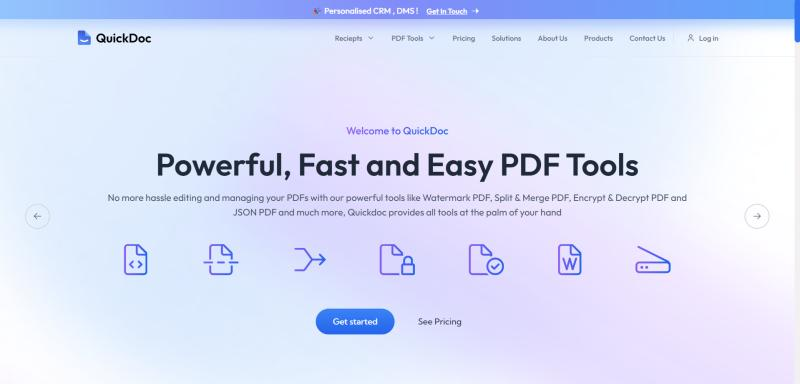 🎉 Personalised CRM , DMS ! Get In Touch →
QuickDoc
Reciepts PDF Tools Pricing Solutions About Us Products Contact Us Log in
Welcome to QuickDoc
Powerful, Fast and Easy PDF Tools
No more hassle editing and managing your PDFs with our powerful tools like Watermark PDF, Split & Merge PDF, Encrypt & Decrypt PDF and
JSON PDF and much more, Quickdoc provides all tools at the palm of your hand
W
Get started See Pricing